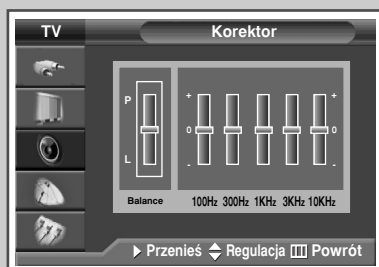 TV Korektor
P + +
0 0
L - -
Balance 100Hz 300Hz 1KHz 3KHz 10KHz
Przenieś Regulacja Powrót